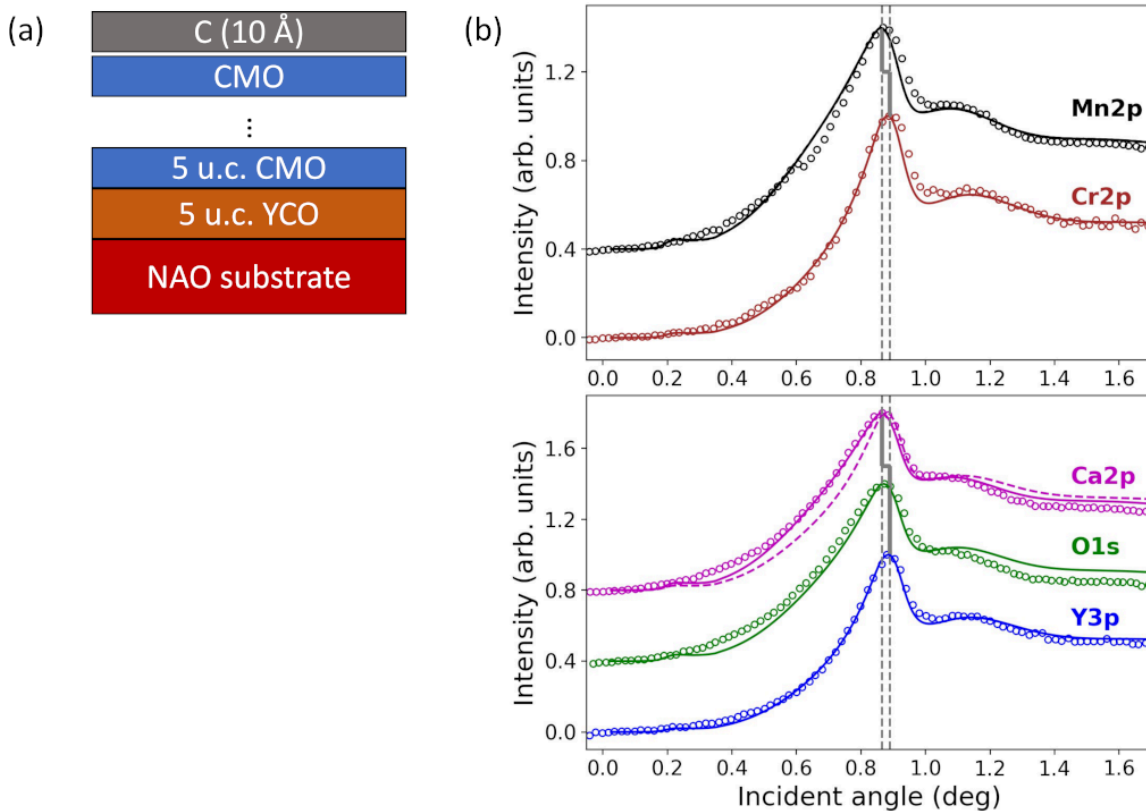 (a)
C (10 Å)
CMO
...
5 u.c. CMO
5 u.c. YCO
NAO substrate
(b)
Intensity (arb. units)
1.2
0.8
0.4
0.0
Mn2p
Cr2p
0.0 0.2 0.4 0.6 0.8 1.0 1.2 1.4 1.6
Intensity (arb. units)
1.6
1.2
0.8
0.4
0.0
Ca2p
O1s
Y3p
0.0 0.2 0.4 0.6 0.8 1.0 1.2 1.4 1.6
Incident angle (deg)